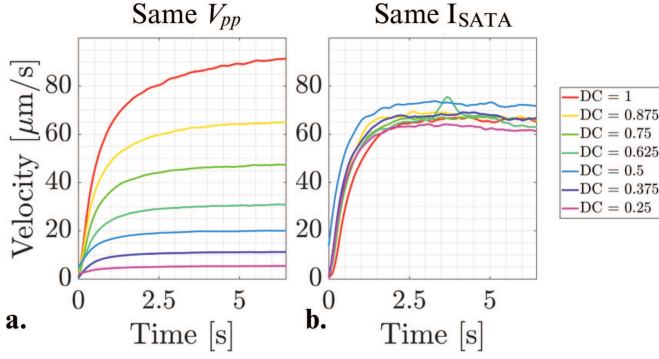 Same Vpp
Same ISATA
Velocity [μm/s]
80
60
40
20
0
0
2.5
5
Time [s]
a.
80
60
40
20
0
0
2.5
5
Time [s]
b.
DC = 1
DC = 0.875
DC = 0.75
DC = 0.625
DC = 0.5
DC = 0.375
DC = 0.25